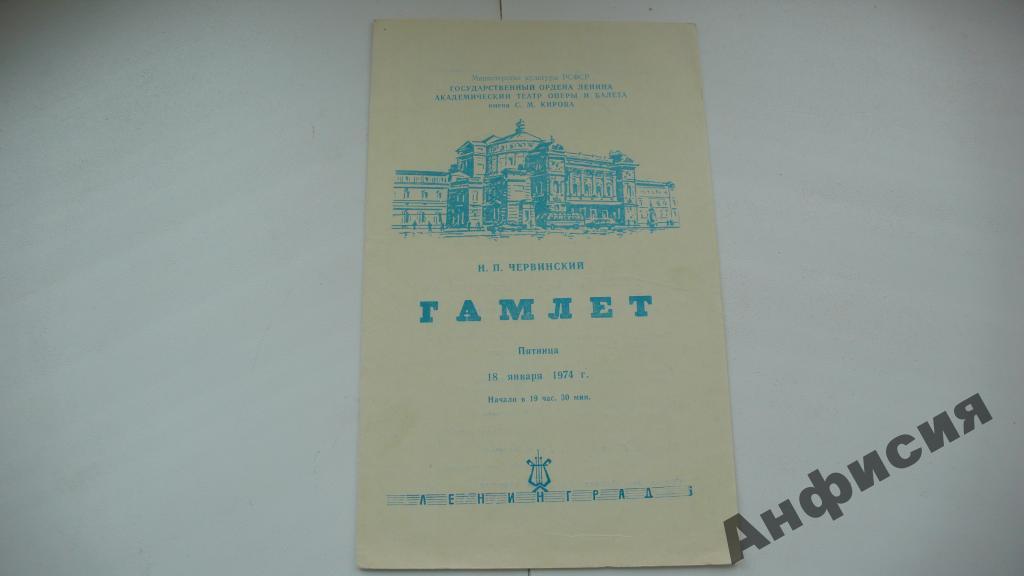 Министерство культуры РСФСР
ГОСУДАРСТВЕННЫЙ ОРДЕНА ЛЕНИНА
АКАДЕМИЧЕСКИЙ ТЕАТР ОПЕРЫ И БАЛЕТА
имени С. М. КИРОВА
Н. П. ЧЕРВИНСКИЙ
ГАМЛЕТ
Пятница
18 января 1974 г.
Начало в 19 час. 30 мин.
ЛЕНИНГРАД
Анфисия